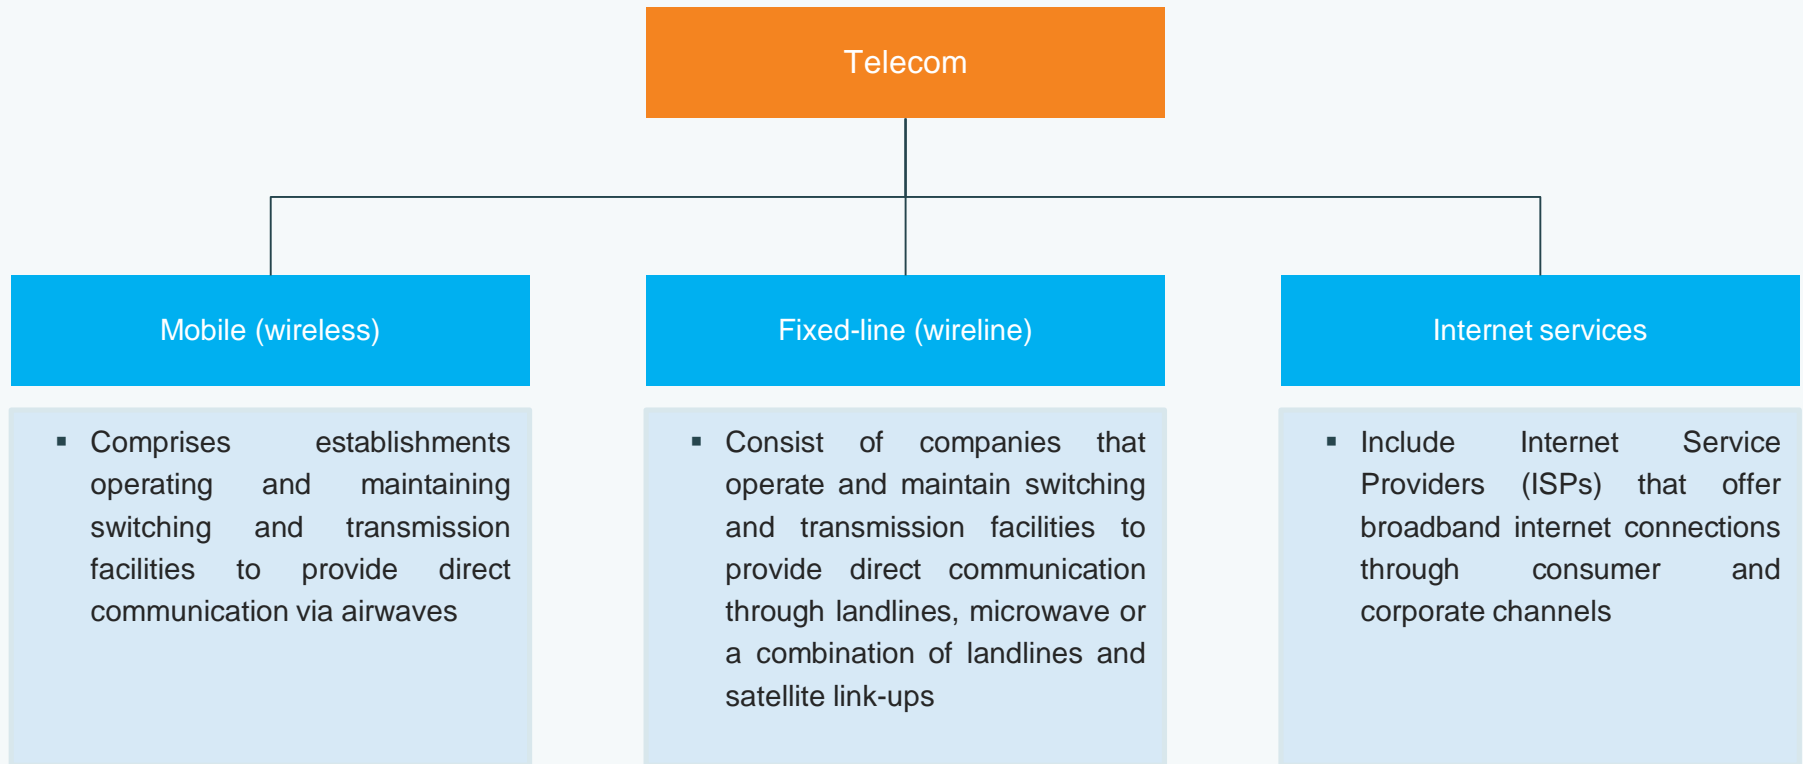 Telecom
Mobile (wireless)
▪ Comprises establishments
operating and maintaining
switching and transmission
facilities to provide direct
communication via airwaves
Fixed-line (wireline)
▪ Consist of companies that
operate and maintain switching
and transmission facilities to
provide direct communication
through landlines, microwave or
a combination of landlines and
satellite link-ups
Internet services
▪ Include Internet Service
Providers (ISPs) that offer
broadband internet connections
through consumer and
corporate channels